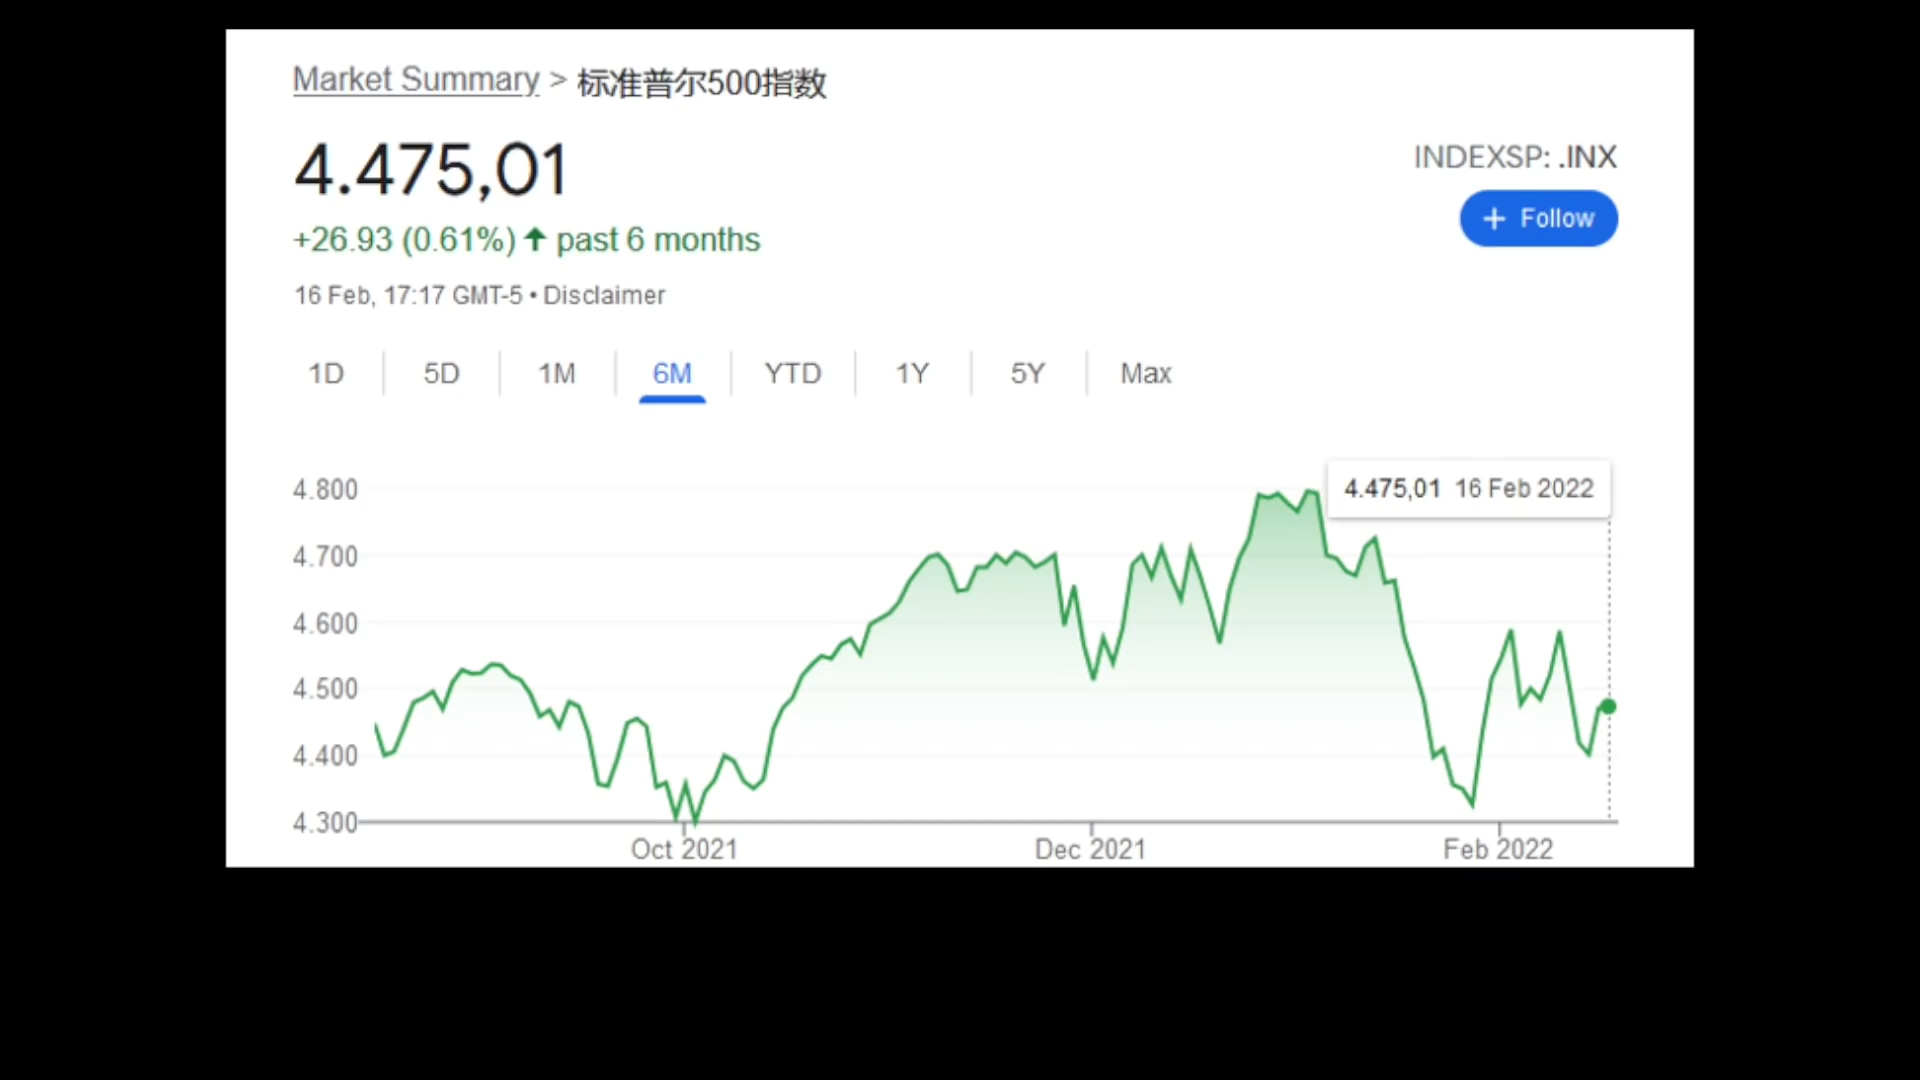 Market Summary > 标准普尔500指数
4.475,01
INDEXSP: .INX
+ Follow
+26.93 (0.61%) ↑ past 6 months
16 Feb, 17:17 GMT-5 • Disclaimer
1D 5D 1M 6M YTD 1Y 5Y Max
4.475,01 16 Feb 2022
4.800
4.700
4.600
4.500
4.400
4.300
Oct 2021 Dec 2021 Feb 2022